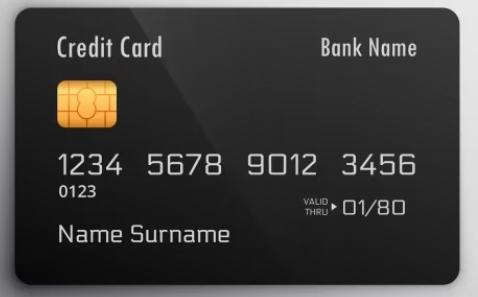 Credit Card Bank Name
1234 5678 9012 3456
0123
VALID THRU 01/80
Name Surname